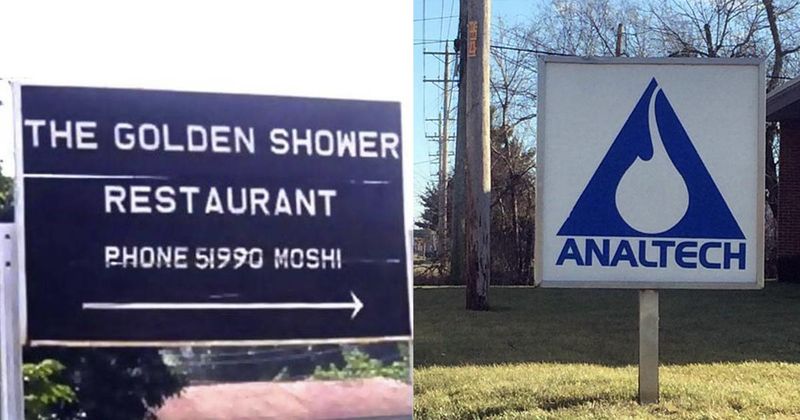 THE GOLDEN SHOWER
RESTAURANT
PHONE 51990 MOSHI
ANALTECH